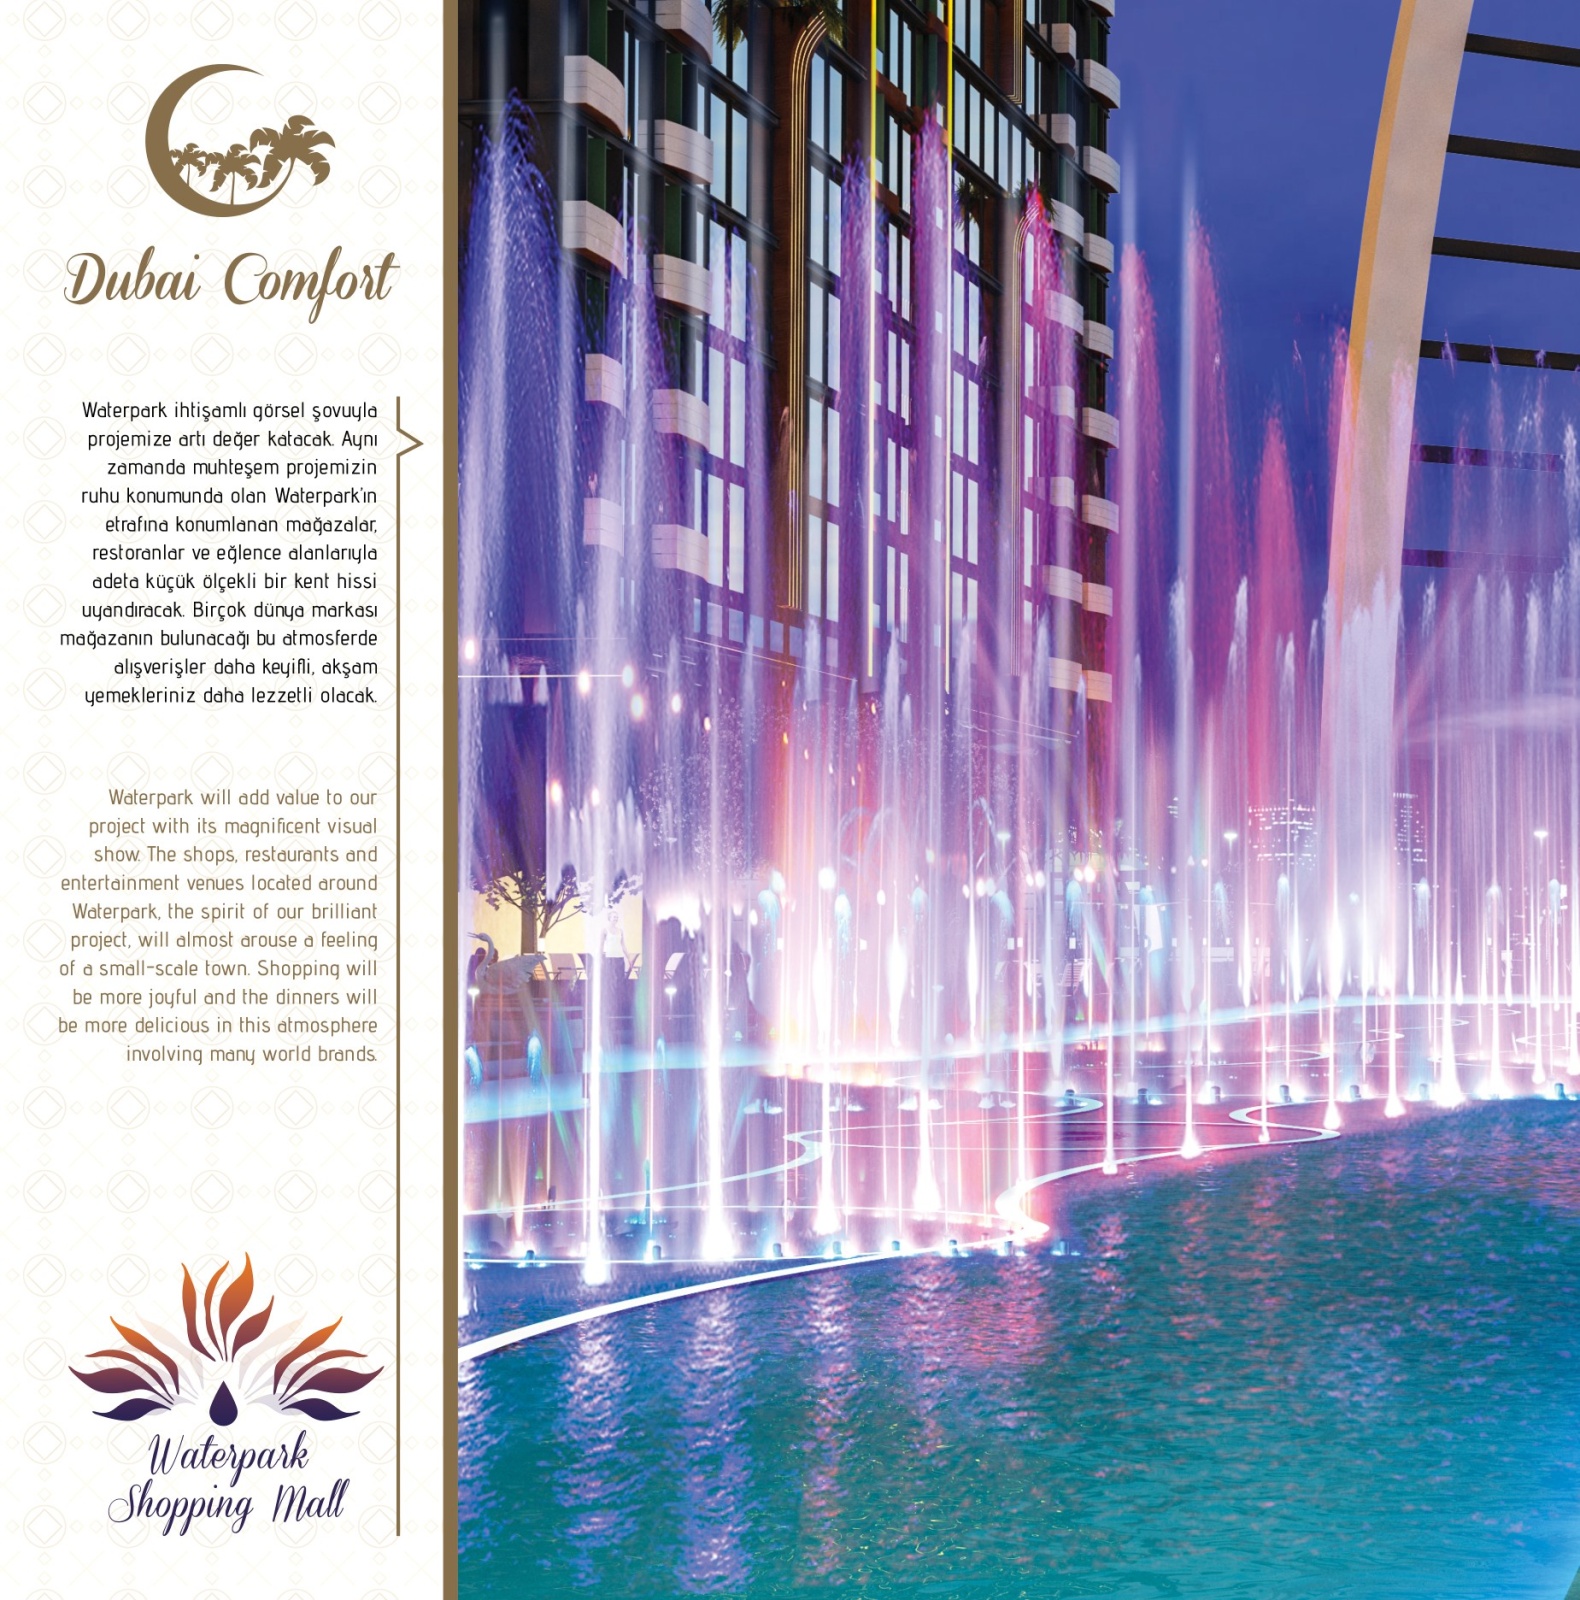 Dubai Comfort
Waterpark ihtişamlı görsel şovuyla
projemize artı değer katacak. Aynı
zamanda muhteşem projemizin
ruhu konumunda olan Waterpark'ın
etrafına konumlanan mağazalar,
restoranlar ve eğlence alanlarıyla
adeta küçük ölçekli bir kent hissi
uyandıracak. Birçok dünya markası
mağazanın bulunacağı bu atmosferde
alışverişler daha keyifli, akşam
yemekleriniz daha lezzetli olacak.
Waterpark will add value to our
project with its magnificent visual
show. The shops, restaurants and
entertainment venues located around
Waterpark, the spirit of our brilliant
project, will almost arouse a feeling
of a small-scale town. Shopping will
be more joyful and the dinners will
be more delicious in this atmosphere
involving many world brands.
Waterpark
Shopping Mall